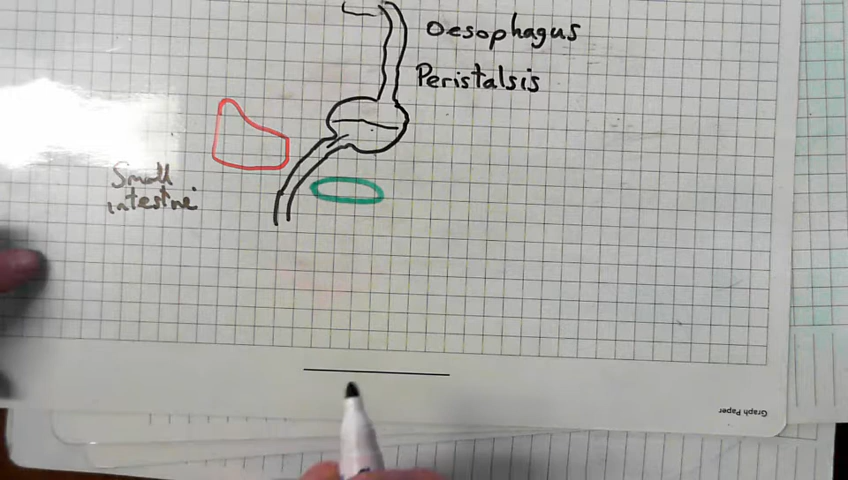 Oesophagus
Peristalsis
Small
intestine
Graph Paper